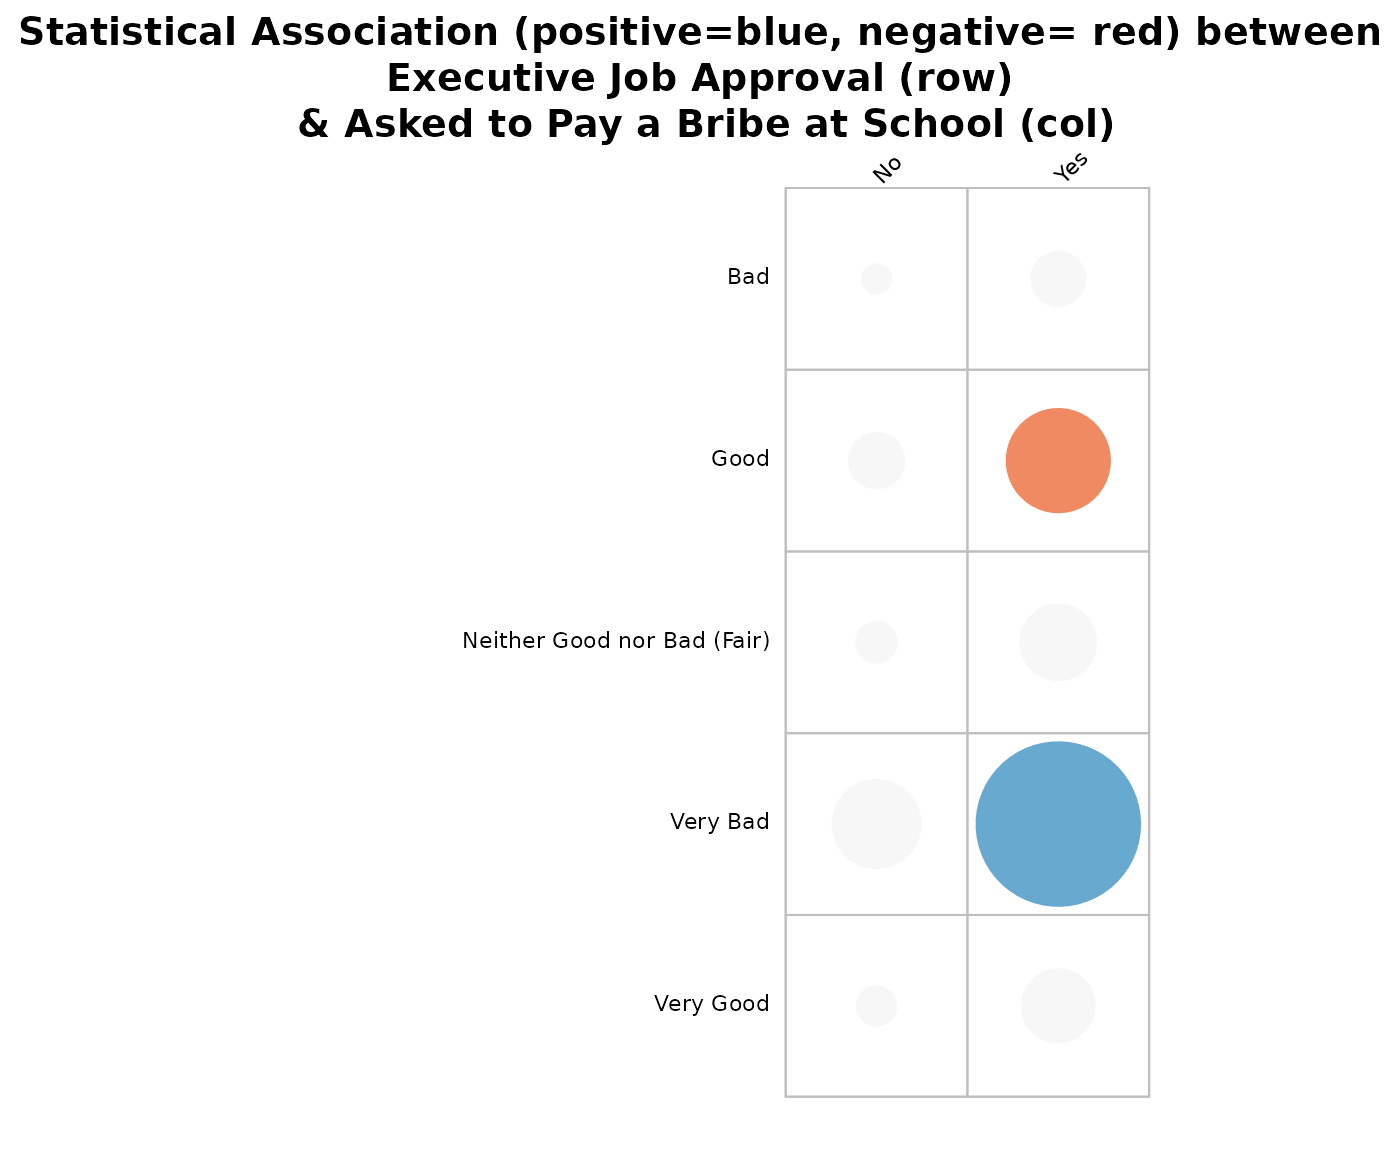 Statistical Association (positive=blue, negative= red) between
Executive Job Approval (row)
& Asked to Pay a Bribe at School (col)
No
Yes
Bad
Good
Neither Good nor Bad (Fair)
Very Bad
Very Good